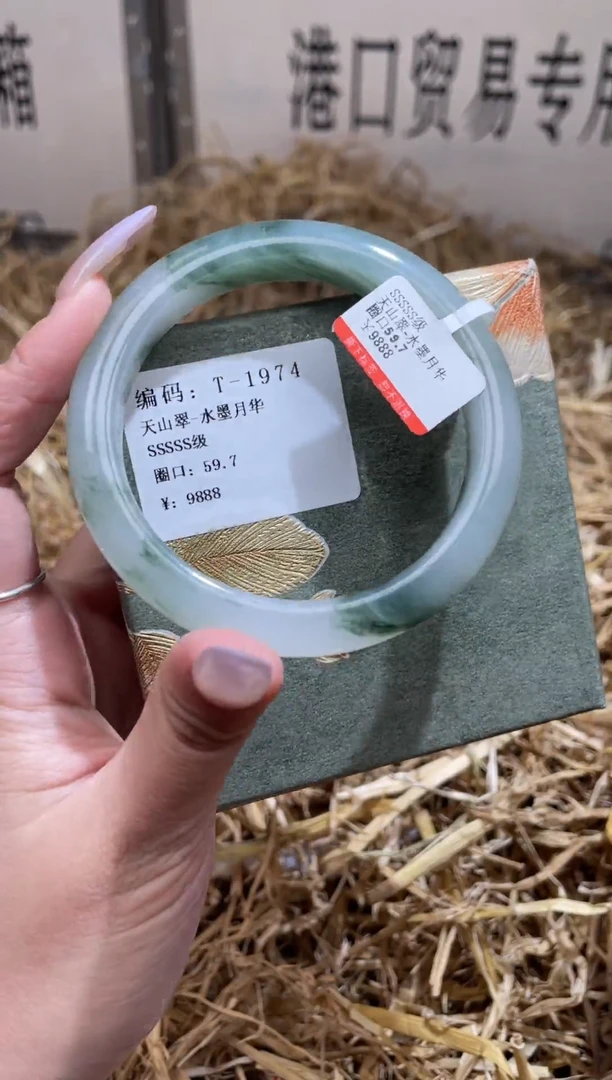 箱
港口贸易专用
编码：T-1974
天山翠-水墨月华
SSSSS级
圈口：59.7
¥：9888
SSSSS级
天山翠-水墨月华
圈口59.7
9888